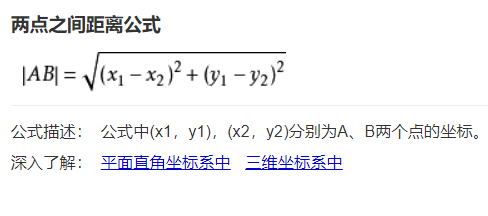 两点之间距离公式
|AB| = √(x₁ − x₂)² + (y₁ − y₂)²
公式描述： 公式中(x1，y1)，(x2，y2)分别为A、B两个点的坐标。
深入了解： 平面直角坐标系中 三维坐标系中